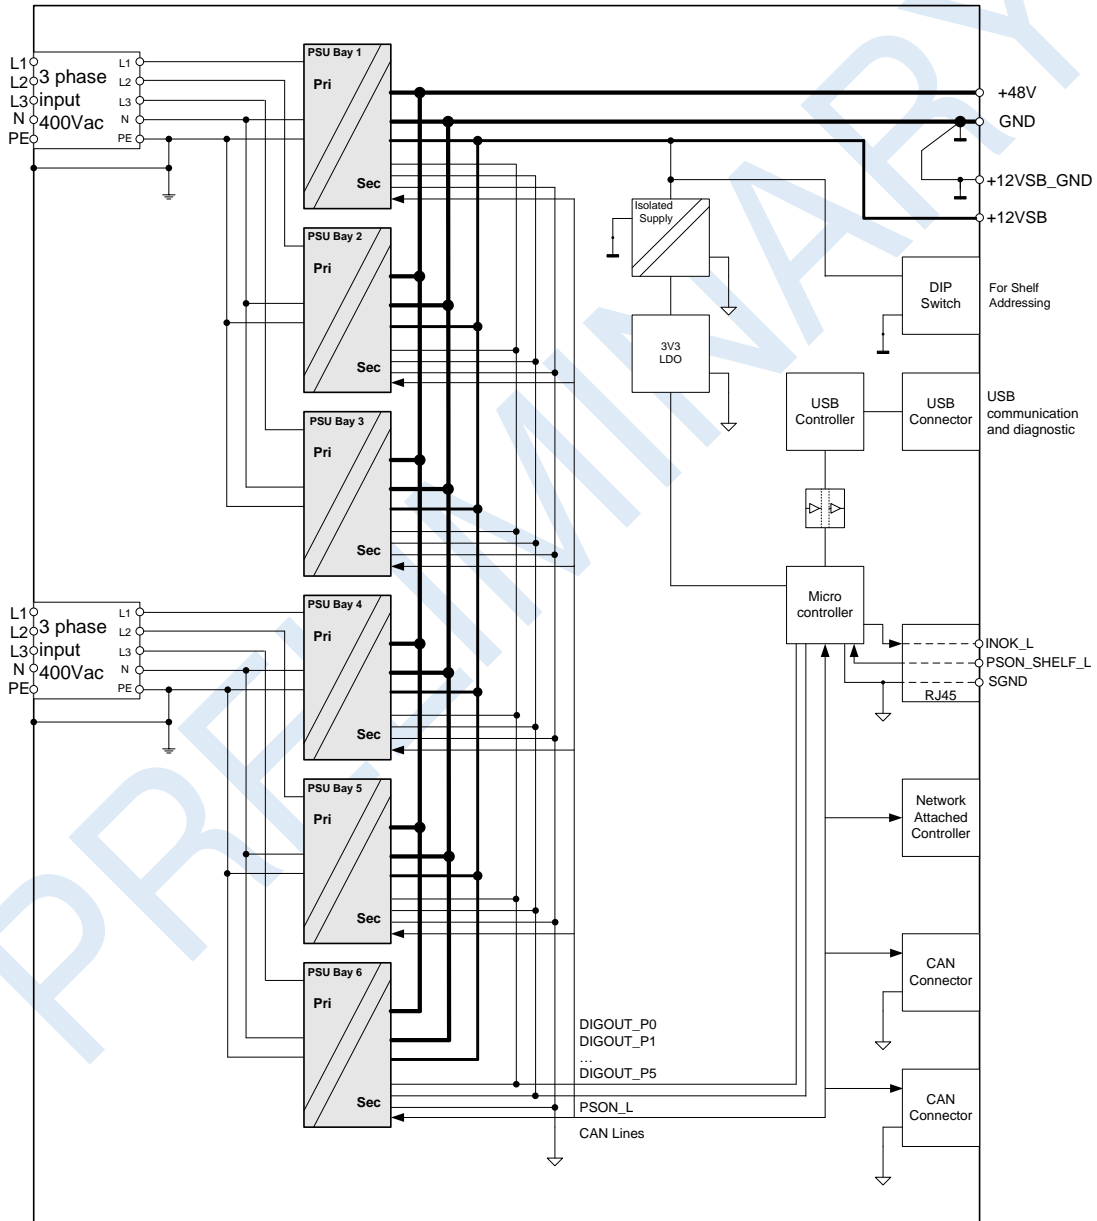 PRELIMINARY
PSU Bay 1
Pri
Sec
L1
L2
L3
N
PE
3 phase
input
400Vac
L1
L2
L3
N
PE
+48V
GND
+12VSB_GND
+12VSB
Isolated
Supply
PSU Bay 2
Pri
Sec
DIP
Switch
For Shelf
Addressing
3V3
LDO
USB
Controller
USB
Connector
USB
communication
and diagnostic
PSU Bay 3
Pri
Sec
Micro
controller
INOK_L
PSON_SHELF_L
SGND
RJ45
L1
L2
L3
N
PE
3 phase
input
400Vac
L1
L2
L3
N
PE
PSU Bay 4
Pri
Sec
PSU Bay 5
Pri
Sec
Network
Attached
Controller
PSU Bay 6
Pri
Sec
CAN
Connector
DIGOUT_P0
DIGOUT_P1
...
DIGOUT_P5
PSON_L
CAN Lines
CAN
Connector